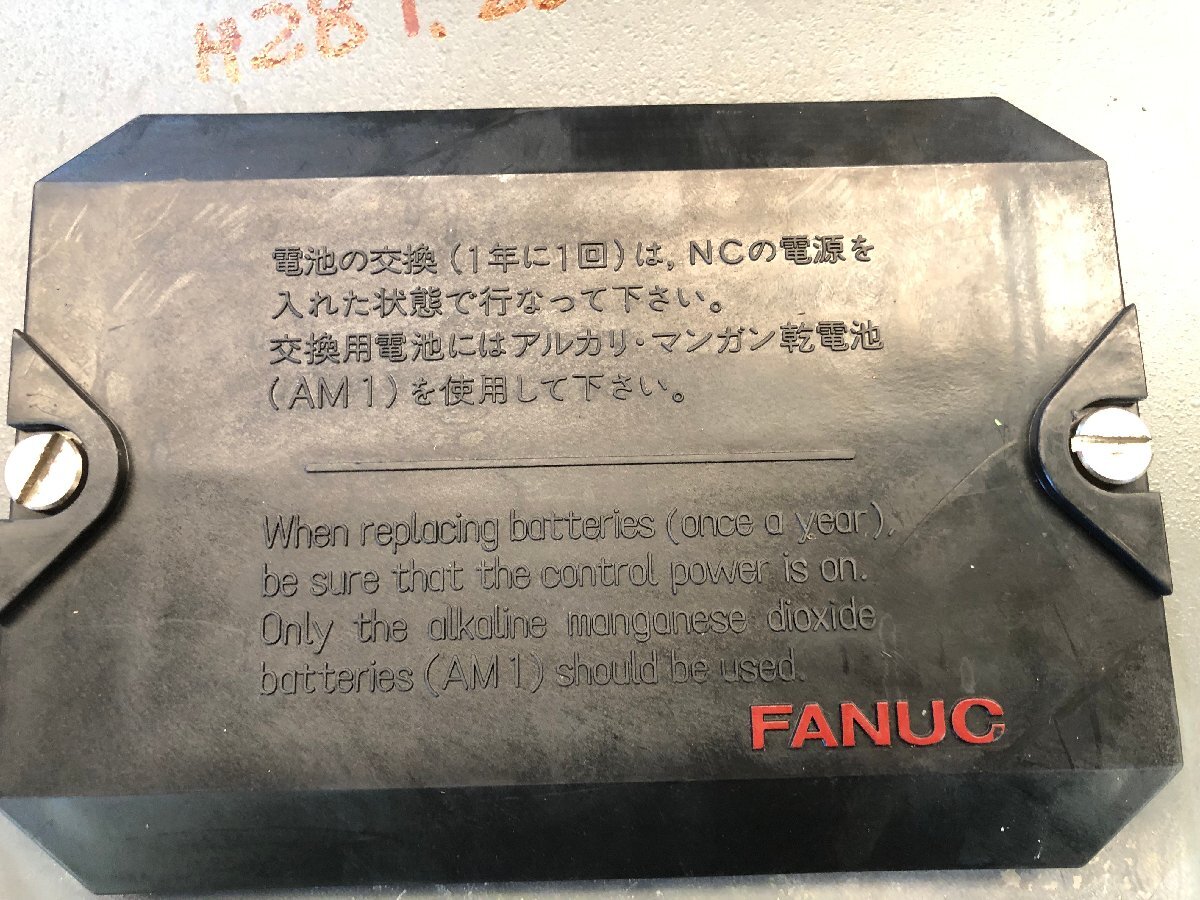 H28 1.
電池の交換(1年に1回)は,NCの電源を
入れた状態で行なって下さい。
交換用電池にはアルカリ・マンガン乾電池
(AM1)を使用して下さい。
When replacing batteries (once a year),
be sure that the control power is on.
Only the alkaline manganese dioxide
batteries (AM1) should be used.
FANUC